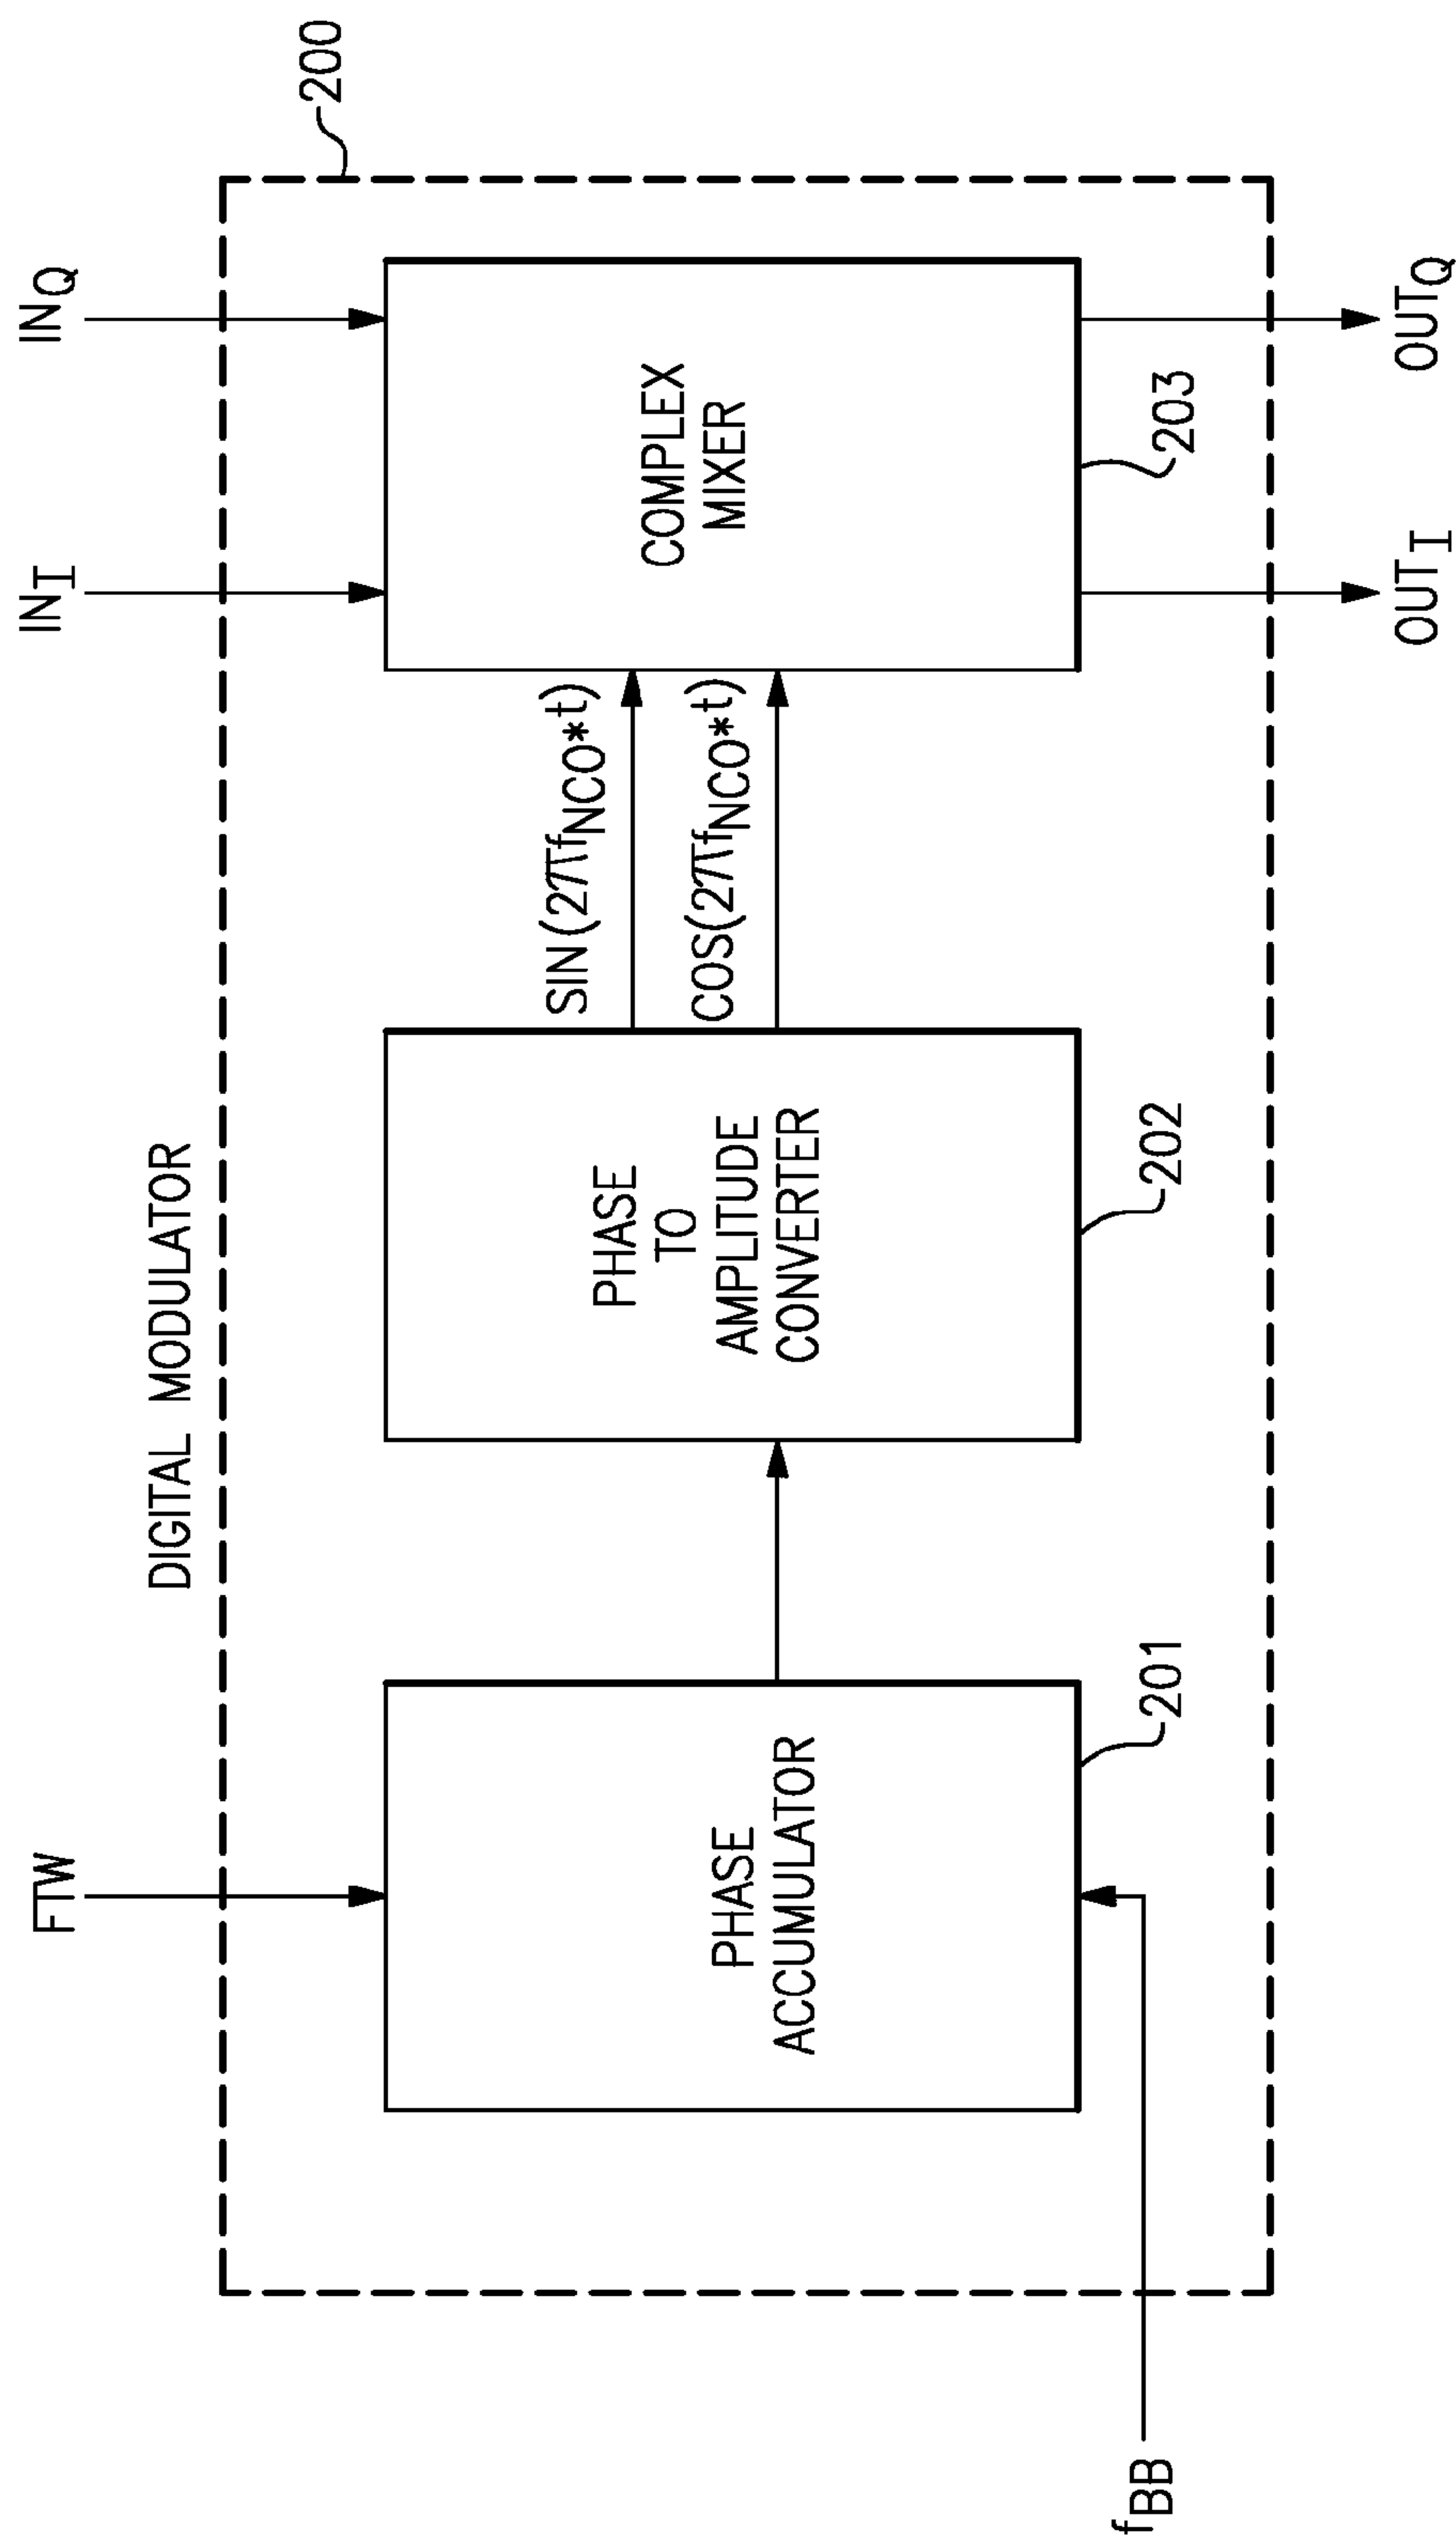 DIGITAL MODULATOR
FTW
IN_I
IN_Q
200
PHASE
ACCUMULATOR
PHASE
TO
AMPLITUDE
CONVERTER
SIN(2πf_NCO*t)
COS(2πf_NCO*t)
COMPLEX
MIXER
201
202
203
f_BB
OUT_I
OUT_Q